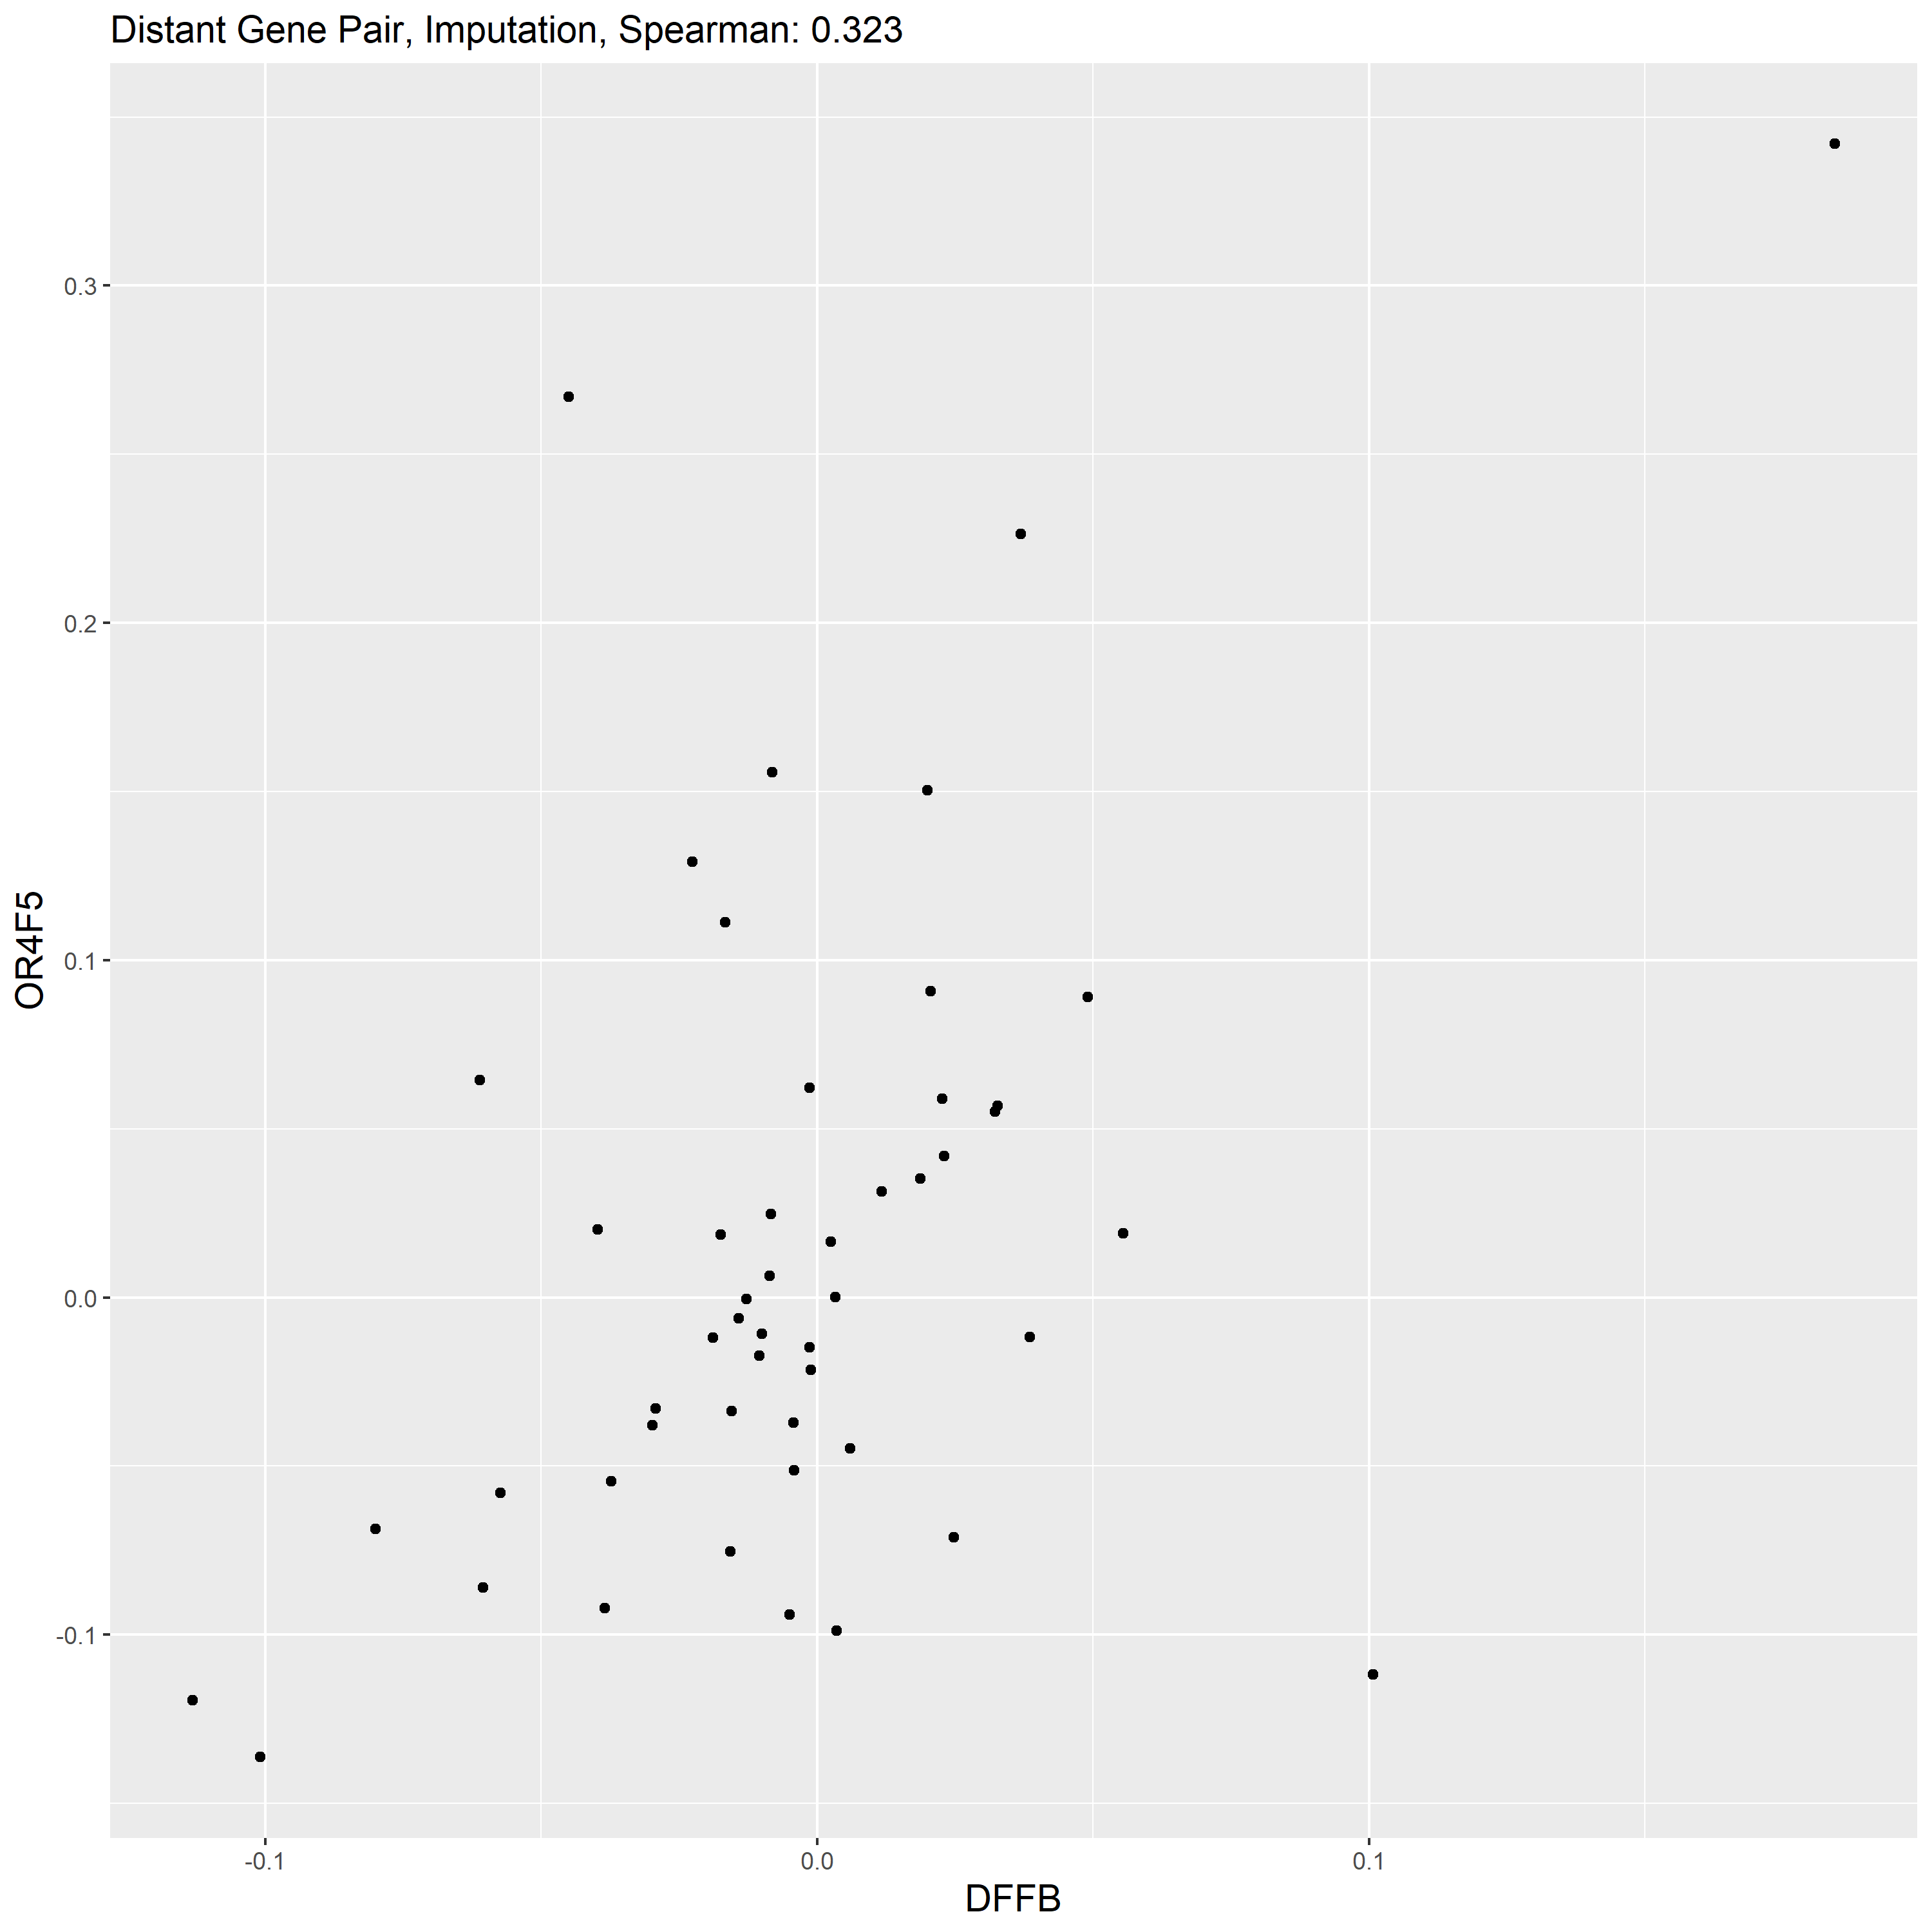 Distant Gene Pair, Imputation, Spearman: 0.323
0.3
0.2
0.1
0.0
-0.1
OR4F5
-0.1
0.0
0.1
DFFB